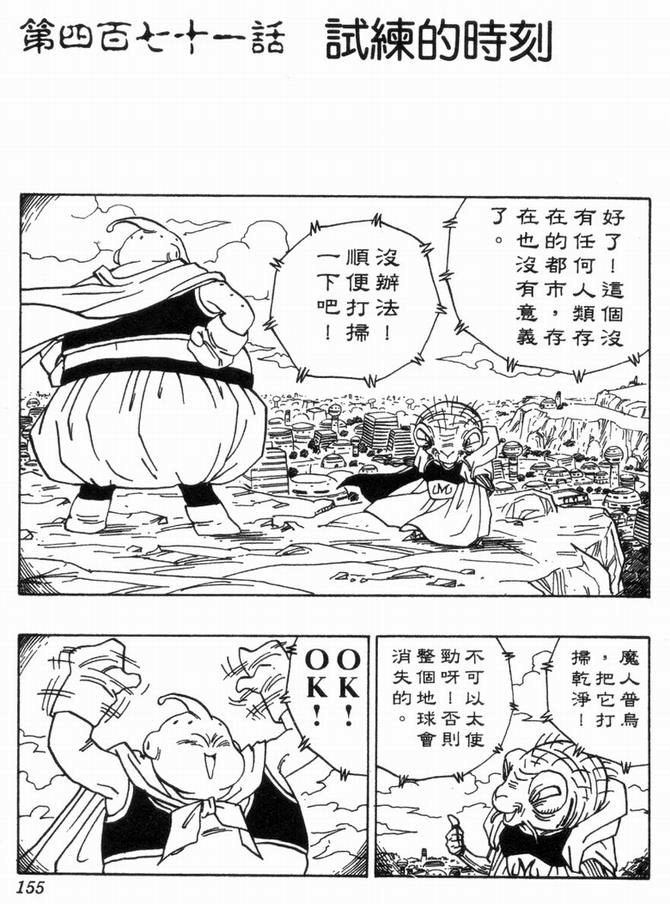 第四百七十一話 試練的時刻
好了！這個沒
有任何人類存
在的都市，存
在也沒有意義
了。
沒辦法！
順便打掃
一下吧！
魔人普烏
，把它打
掃乾淨！
不可以太使
勁呀！否則
整個地球會
消失的。
OK！
OK！
155